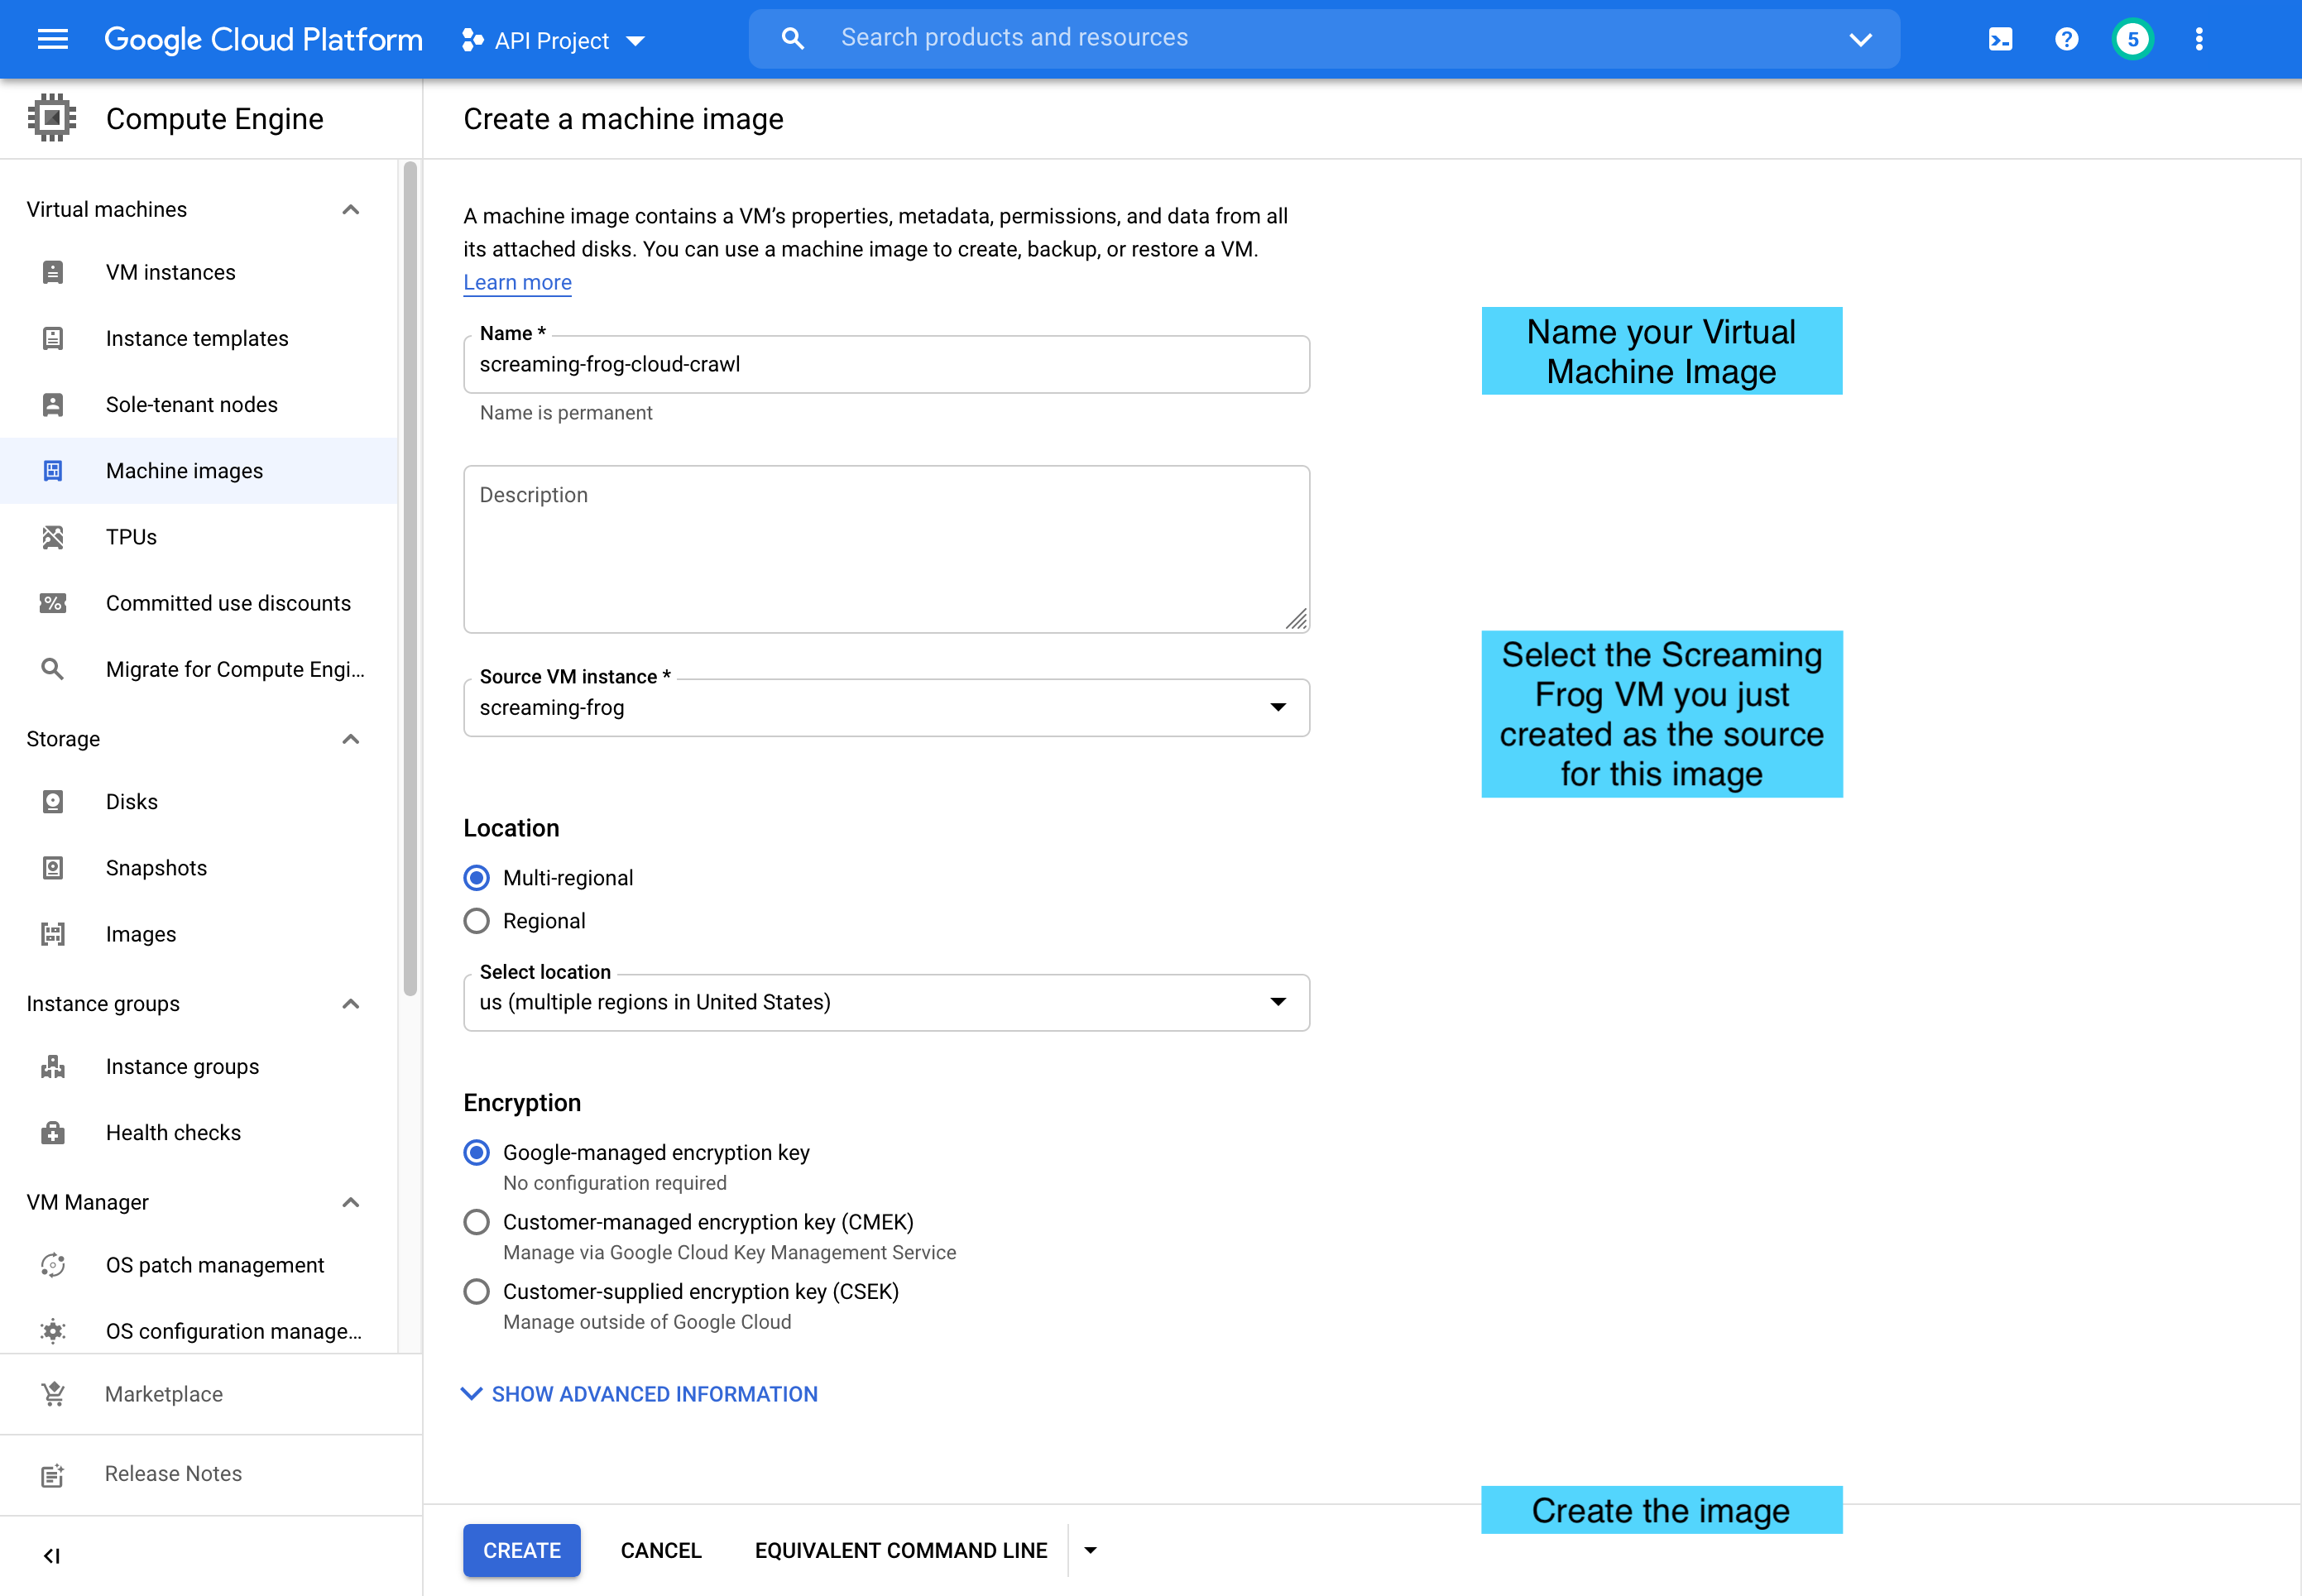 Google Cloud Platform
API Project
Search products and resources
5
Compute Engine
Create a machine image
Virtual machines
VM instances
Instance templates
Sole-tenant nodes
Machine images
TPUs
Committed use discounts
Migrate for Compute Engi...
Storage
Disks
Snapshots
Images
Instance groups
Instance groups
Health checks
VM Manager
OS patch management
OS configuration manage...
Marketplace
Release Notes
A machine image contains a VM’s properties, metadata, permissions, and data from all
its attached disks. You can use a machine image to create, backup, or restore a VM.
Learn more
Name *
screaming-frog-cloud-crawl
Name is permanent
Description
Source VM instance *
screaming-frog
Location
Multi-regional
Regional
Select location
us (multiple regions in United States)
Encryption
Google-managed encryption key
No configuration required
Customer-managed encryption key (CMEK)
Manage via Google Cloud Key Management Service
Customer-supplied encryption key (CSEK)
Manage outside of Google Cloud
SHOW ADVANCED INFORMATION
CREATE
CANCEL
EQUIVALENT COMMAND LINE
Name your Virtual
Machine Image
Select the Screaming
Frog VM you just
created as the source
for this image
Create the image